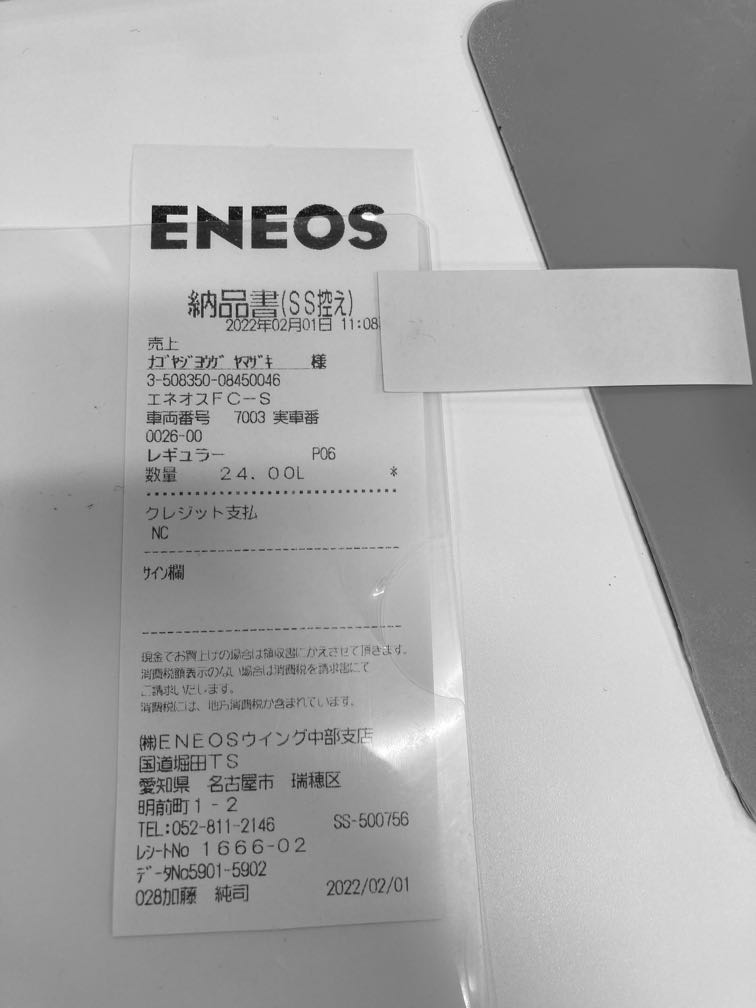 ENEOS
納品書(SS控え)
2022年02月01日 11:08
売上
ﾅｺﾞﾔｼﾞﾖｳｶﾞ ﾔﾏｻﾞｷ 様
3-508350-08450046
エネオスFC-S
車両番号 7003 実車番
0026-00
レギュラー P06
数量 24.00L *
クレジット支払
NC
サイン欄
現金でお買上げの場合は領収書にかえさせて頂きます。
消費税額表示のない場合は消費税を請求書にて
ご請求いたします。
消費税には、地方消費税が含まれています。
㈱ENEOSウイング中部支店
国道堀田TS
愛知県 名古屋市 瑞穂区
明前町1-2
TEL:052-811-2146 SS-500756
ﾚｼｰﾄNo 1666-02
ﾃﾞｰﾀNo5901-5902
028加藤 純司 2022/02/01